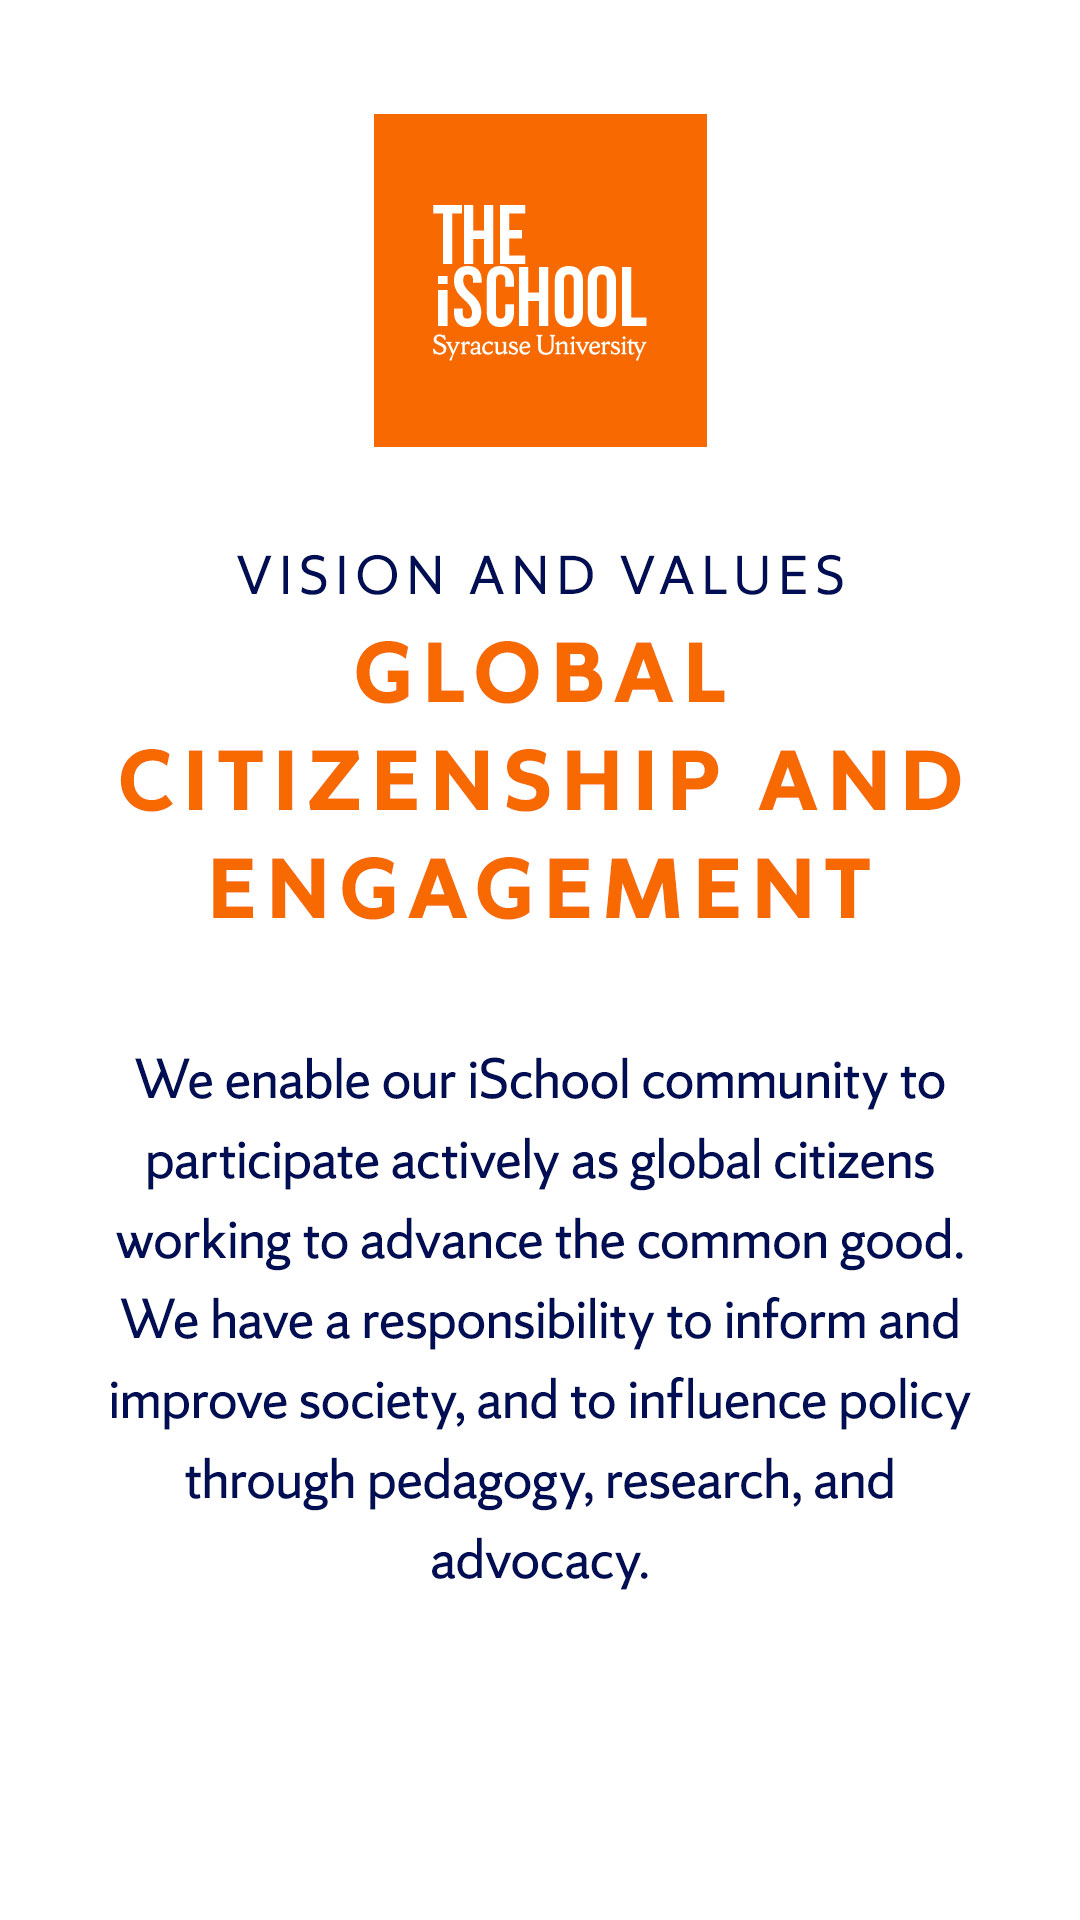 THE
iSCHOOL
Syracuse University
VISION AND VALUES
GLOBAL
CITIZENSHIP AND
ENGAGEMENT
We enable our iSchool community to
participate actively as global citizens
working to advance the common good.
We have a responsibility to inform and
improve society, and to influence policy
through pedagogy, research, and
advocacy.